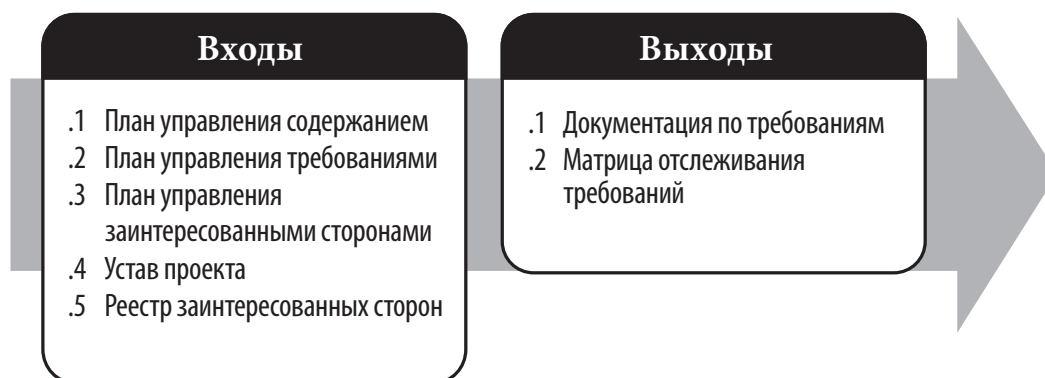 Входы
.1 План управления содержанием
.2 План управления требованиями
.3 План управления
заинтересованными сторонами
.4 Устав проекта
.5 Реестр заинтересованных сторон
Выходы
.1 Документация по требованиям
.2 Матрица отслеживания
требований